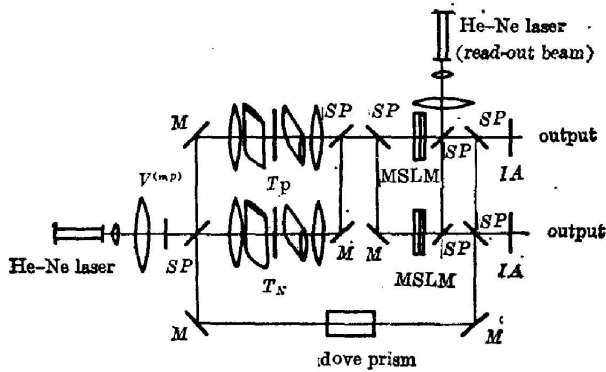 He-Ne laser
(read-out beam)
M
SP
SP
SP
SP
output
Tp
MSLM
IA
V(mp)
SP
output
He-Ne laser
SP
TN
M
M
MSLM
SP
IA
M
dove prism
M